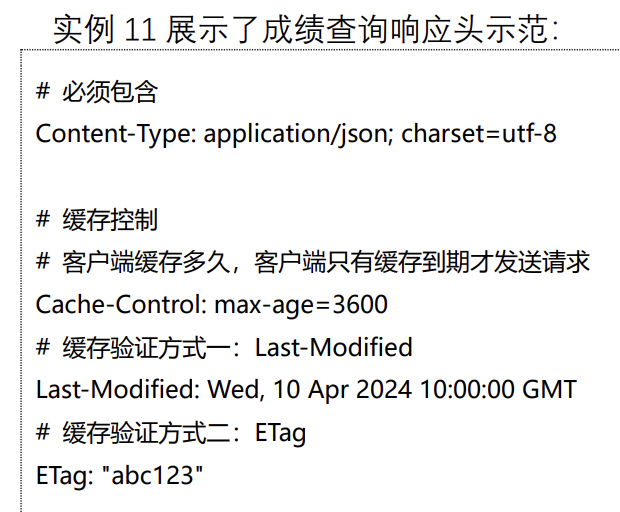 实例 11 展示了成绩查询响应头示范：
# 必须包含
Content-Type: application/json; charset=utf-8
# 缓存控制
# 客户端缓存多久，客户端只有缓存到期才发送请求
Cache-Control: max-age=3600
# 缓存验证方式一：Last-Modified
Last-Modified: Wed, 10 Apr 2024 10:00:00 GMT
# 缓存验证方式二：ETag
ETag: "abc123"